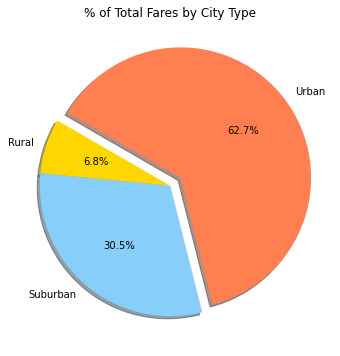 % of Total Fares by City Type
Urban
62.7%
Rural
6.8%
30.5%
Suburban